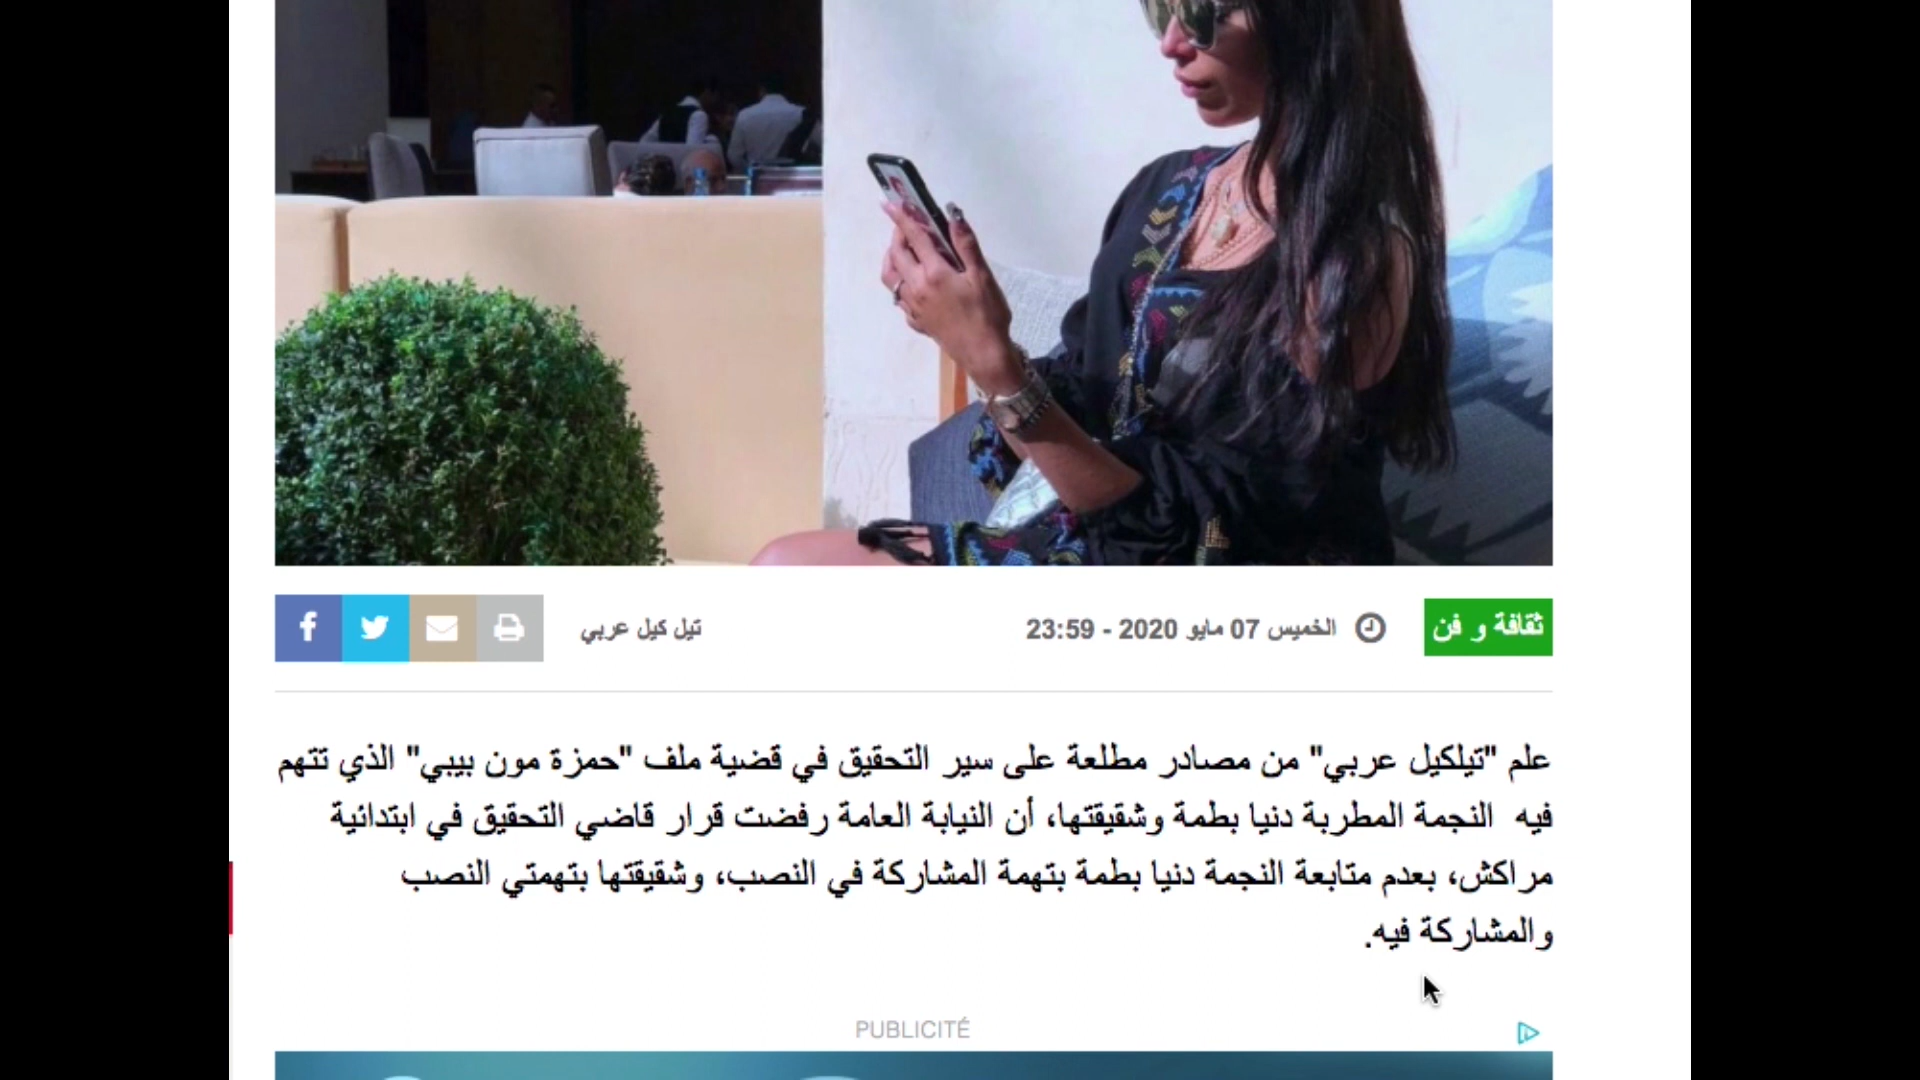 ثقافة و فن
الخميس 07 مايو 2020 - 23:59
تيل كيل عربي
علم "تيلكيل عربي" من مصادر مطلعة على سير التحقيق في قضية ملف "حمزة مون بيبي" الذي تتهم
فيه النجمة المطربة دنيا بطمة وشقيقتها، أن النيابة العامة رفضت قرار قاضي التحقيق في ابتدائية
مراكش، بعدم متابعة النجمة دنيا بطمة بتهمة المشاركة في النصب، وشقيقتها بتهمتي النصب
والمشاركة فيه.
PUBLICITÉ